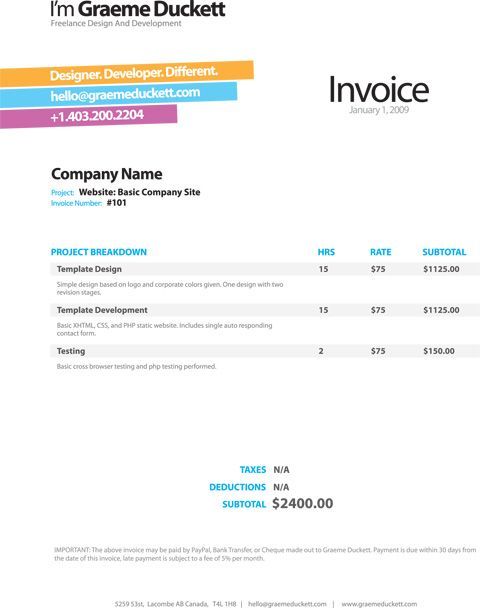 I'm Graeme Duckett
Freelance Design And Development
Designer. Developer. Different.
hello@graemeduckett.com
+1.403.200.2204
Invoice
January 1, 2009
Company Name
Project: Website: Basic Company Site
Invoice Number: #101
PROJECT BREAKDOWN HRS RATE SUBTOTAL
Template Design 15 $75 $1125.00
Simple design based on logo and corporate colors given. One design with two
revision stages.
Template Development 15 $75 $1125.00
Basic XHTML, CSS, and PHP static website. Includes single auto responding
contact form.
Testing 2 $75 $150.00
Basic cross browser testing and php testing performed.
TAXES N/A
DEDUCTIONS N/A
SUBTOTAL $2400.00
IMPORTANT: The above invoice may be paid by PayPal, Bank Transfer, or Cheque made out to Graeme Duckett. Payment is due within 30 days from
the date of this invoice, late payment is subject to a fee of 5% per month.
5259 53st, Lacombe AB Canada, T4L 1H8 | hello@graemeduckett.com | www.graemeduckett.com